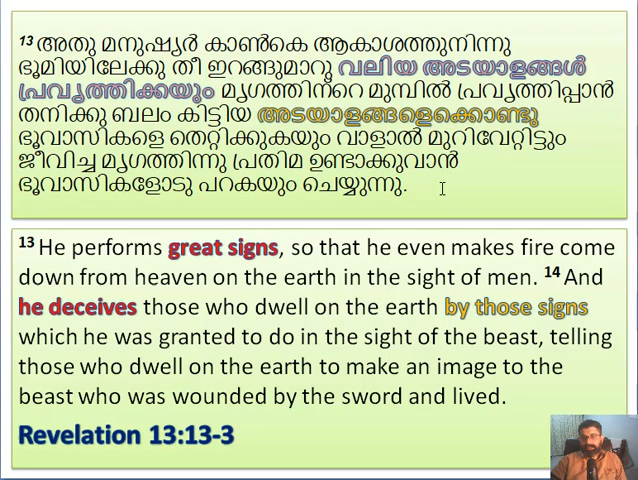 13 അതു മനുഷ്യർ കാൺകെ ആകാശത്തുനിന്നു
ഭൂമിയിലേക്കു തീ ഇറങ്ങുമാറു വലിയ അടയാളങ്ങൾ
പ്രവൃത്തിക്കയും മൃഗത്തിന്റെ മുമ്പിൽ പ്രവൃത്തിപ്പാൻ
തനിക്കു ബലം കിട്ടിയ അടയാളങ്ങളെക്കൊണ്ടു
ഭൂവാസികളെ തെറ്റിക്കുകയും വാളാൽ മുറിവേറ്റിട്ടും
ജീവിച്ച മൃഗത്തിന്നു പ്രതിമ ഉണ്ടാക്കുവാൻ
ഭൂവാസികളോടു പറകയും ചെയ്യുന്നു.
13 He performs great signs, so that he even makes fire come
down from heaven on the earth in the sight of men. 14 And
he deceives those who dwell on the earth by those signs
which he was granted to do in the sight of the beast, telling
those who dwell on the earth to make an image to the
beast who was wounded by the sword and lived.
Revelation 13:13-3